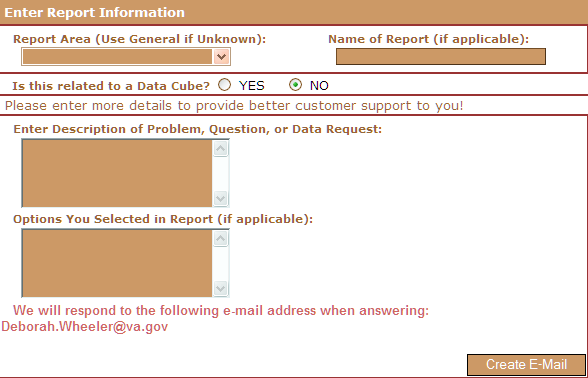 Enter Report Information
Report Area (Use General if Unknown): Name of Report (if applicable):
Is this related to a Data Cube? YES NO
Please enter more details to provide better customer support to you!
Enter Description of Problem, Question, or Data Request:
Options You Selected in Report (if applicable):
We will respond to the following e-mail address when answering:
Deborah.Wheeler@va.gov
Create E-Mail